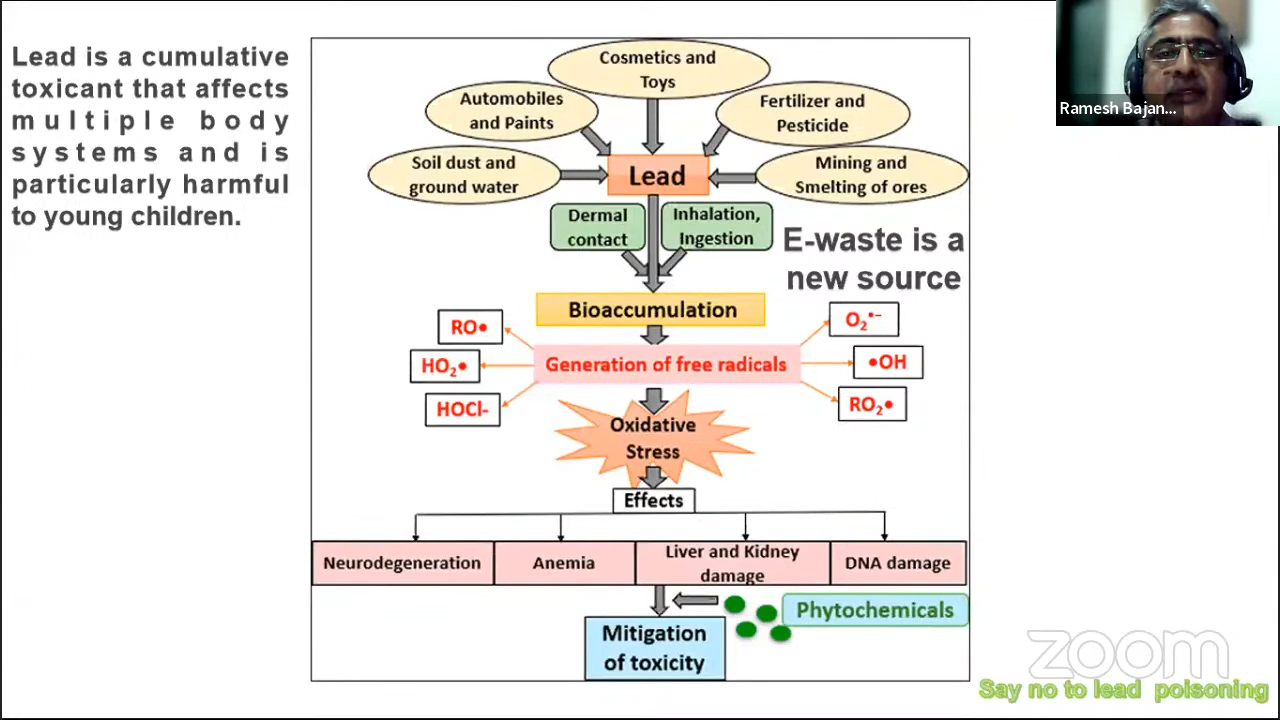 Lead is a cumulative
toxicant that affects
multiple body
systems and is
particularly harmful
to young children.
Cosmetics and
Toys
Automobiles
and Paints
Fertilizer and
Pesticide
Soil dust and
ground water
Lead
Mining and
Smelting of ores
Dermal
contact
Inhalation,
Ingestion
E-waste is a
new source
Bioaccumulation
RO•
O₂•⁻
Generation of free radicals
HO₂•
•OH
HOCl-
RO₂•
Oxidative
Stress
Effects
Neurodegeneration
Anemia
Liver and Kidney
damage
DNA damage
Phytochemicals
Mitigation
of toxicity
Ramesh Bajan...
zoom
Say no to lead poisoning